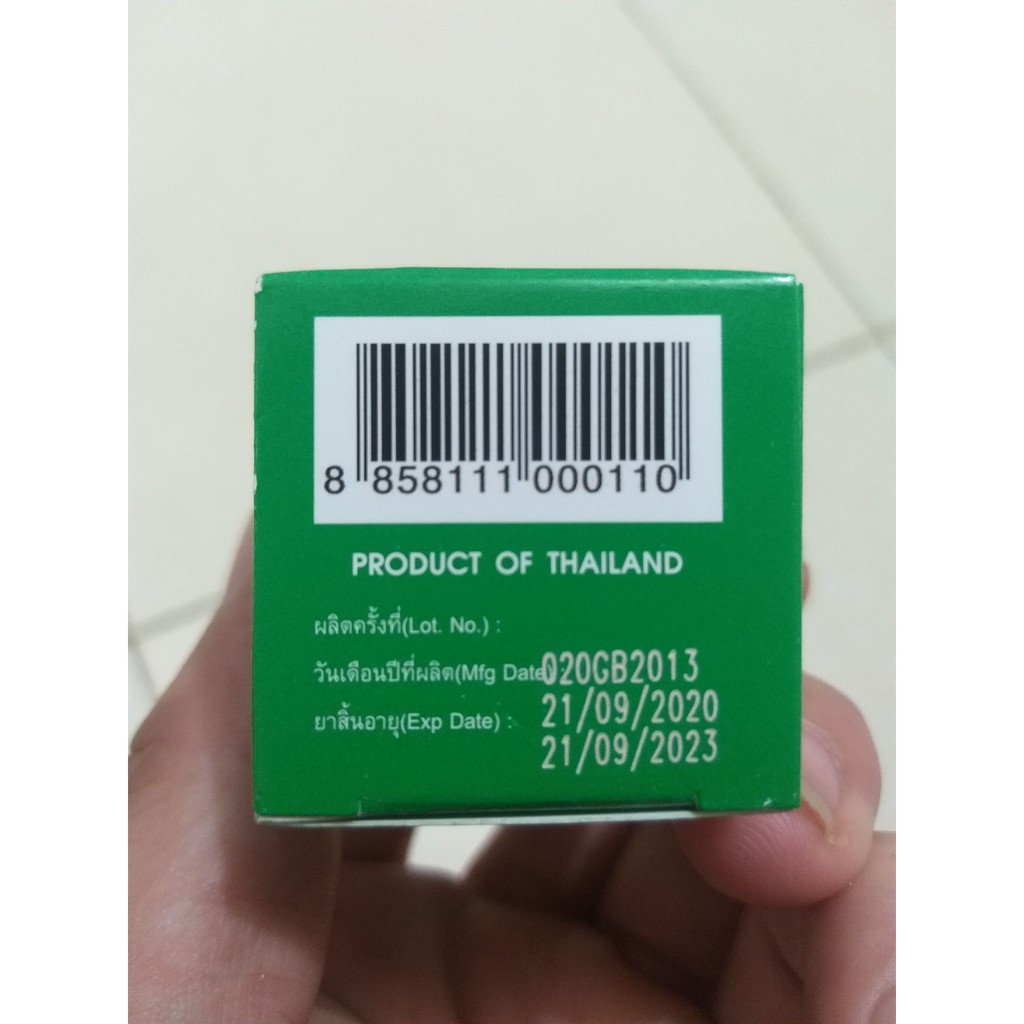 8 858111 000110
PRODUCT OF THAILAND
ผลิตครั้งที่(Lot. No.) :
วันเดือนปีที่ผลิต(Mfg Date) : 020GB2013
ยาสิ้นอายุ(Exp Date) : 21/09/2020
21/09/2023